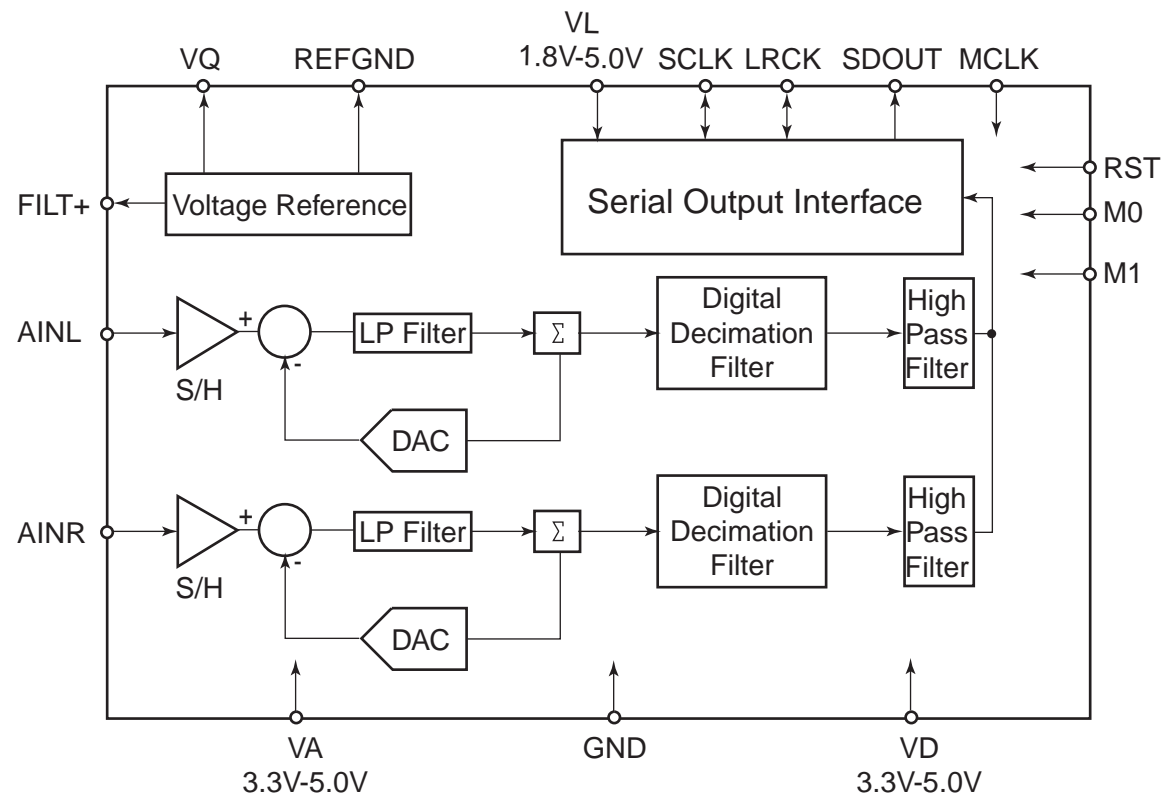 VL
VQ REFGND 1.8V-5.0V SCLK LRCK SDOUT MCLK
RST
FILT+ Voltage Reference Serial Output Interface M0
M1
AINL + - S/H LP Filter Σ
Digital
Decimation
Filter
High
Pass
Filter
DAC
AINR + - S/H LP Filter Σ
Digital
Decimation
Filter
High
Pass
Filter
DAC
VA GND VD
3.3V-5.0V 3.3V-5.0V